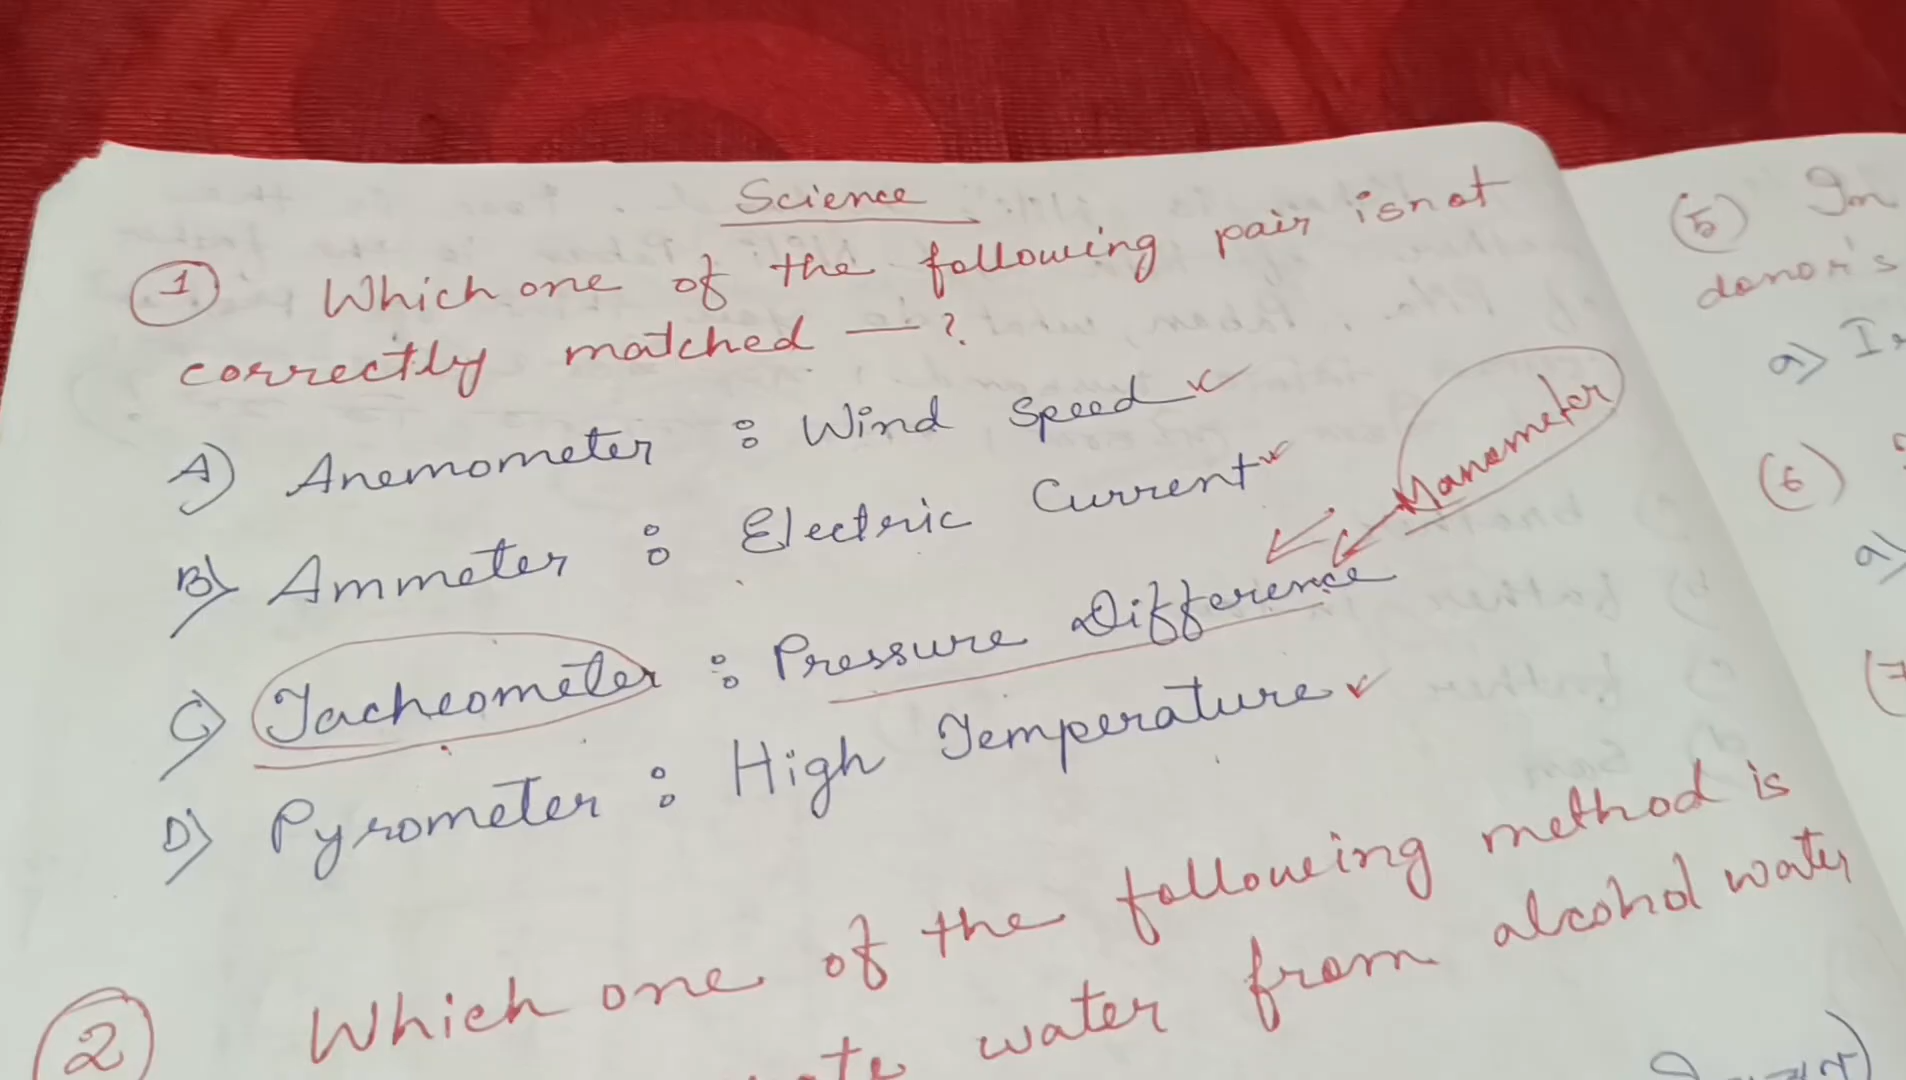 Science
① Which one of the following pair is not
correctly matched — ?
A) Anemometer : Wind Speed ✓
B) Ammeter : Electric Current ✓
Manometer
C) Tacheometer : Pressure Difference
D) Pyrometer : High Temperature ✓
② Which one of the following method is
water from alcohol water
(5) In
donor's
a)
(6)
a)
(7